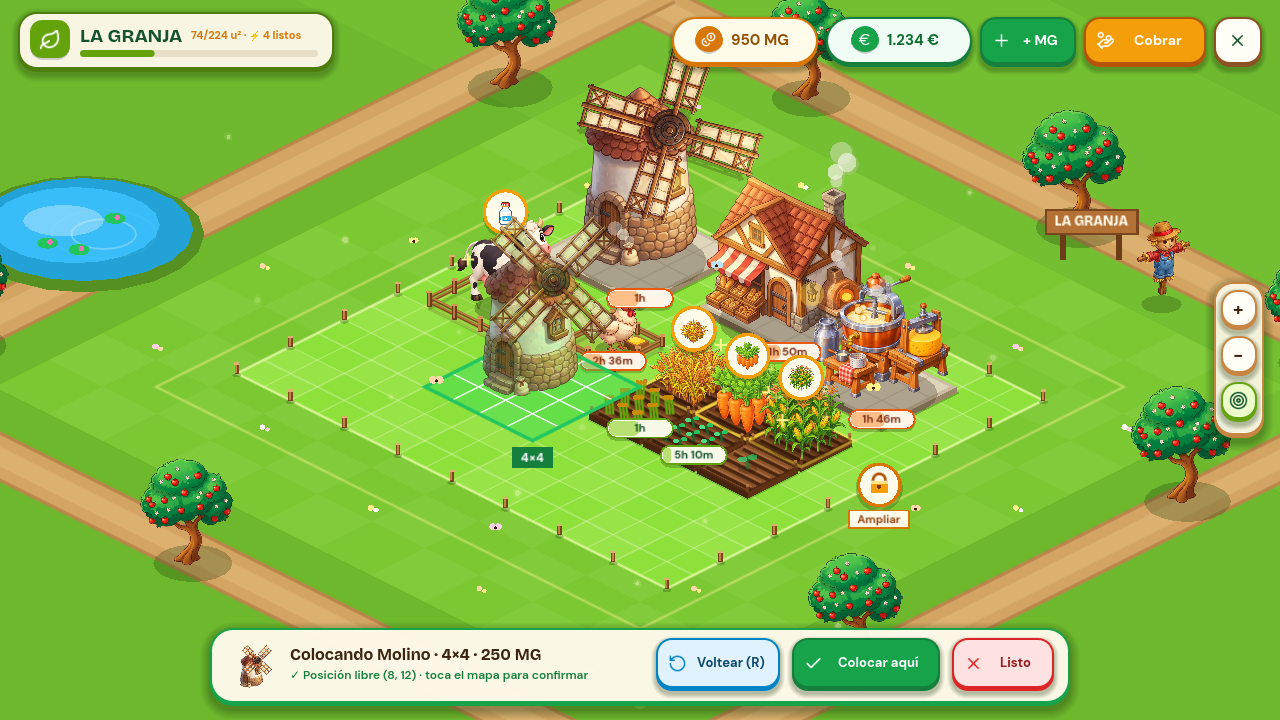 LA GRANJA
74/224 u² · ⚡ 4 listos
950 MG
1.234 €
+ MG
Cobrar
LA GRANJA
1h
2h 36m
1h 50m
1h 46m
1h
5h 10m
4×4
Ampliar
Colocando Molino · 4×4 · 250 MG
✓ Posición libre (8, 12) · toca el mapa para confirmar
Voltear (R)
Colocar aquí
Listo